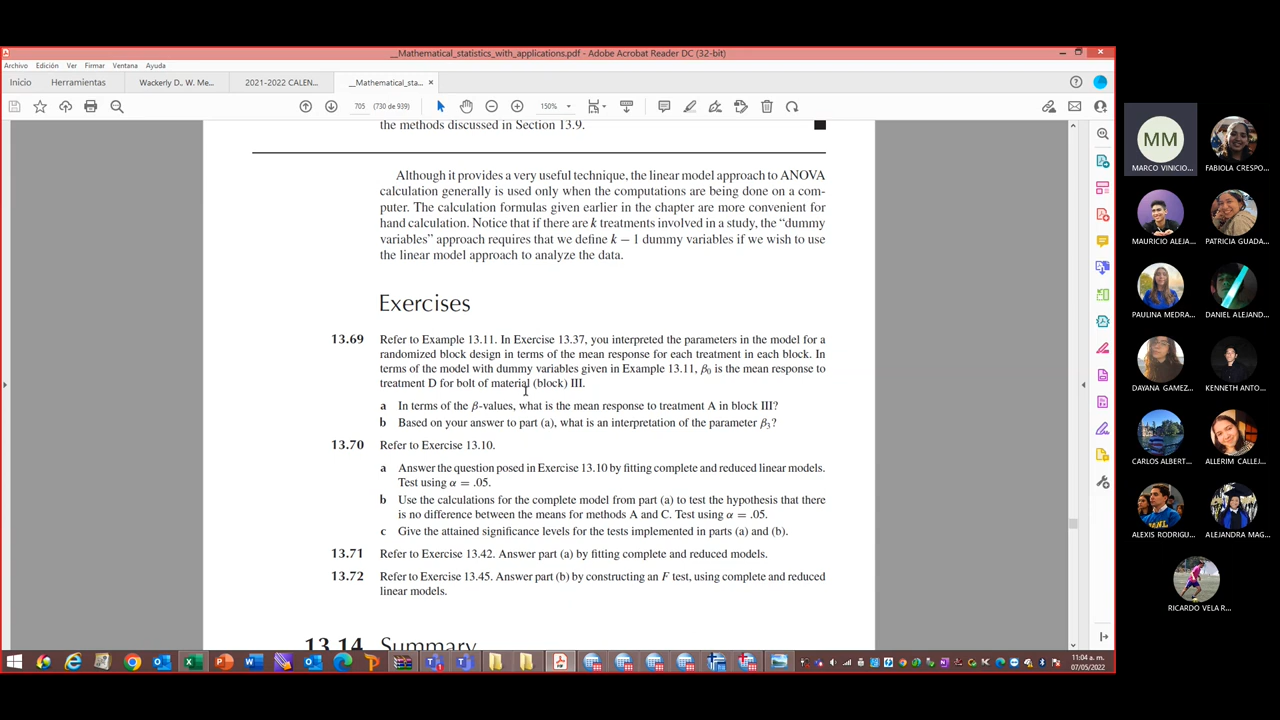 __Mathematical_statistics_with_applications.pdf - Adobe Acrobat Reader DC (32-bit)
Archivo Edición Ver Firmar Ventana Ayuda
Inicio Herramientas Wackerly D.. W. Me... 2021-2022 CALEN... __Mathematical_sta... ×
705 (730 de 939) 150%
the methods discussed in Section 13.9.
Although it provides a very useful technique, the linear model approach to ANOVA
calculation generally is used only when the computations are being done on a com-
puter. The calculation formulas given earlier in the chapter are more convenient for
hand calculation. Notice that if there are k treatments involved in a study, the “dummy
variables” approach requires that we define k − 1 dummy variables if we wish to use
the linear model approach to analyze the data.
Exercises
13.69 Refer to Example 13.11. In Exercise 13.37, you interpreted the parameters in the model for a
randomized block design in terms of the mean response for each treatment in each block. In
terms of the model with dummy variables given in Example 13.11, β0 is the mean response to
treatment D for bolt of material (block) III.
a In terms of the β-values, what is the mean response to treatment A in block III?
b Based on your answer to part (a), what is an interpretation of the parameter β3?
13.70 Refer to Exercise 13.10.
a Answer the question posed in Exercise 13.10 by fitting complete and reduced linear models.
Test using α = .05.
b Use the calculations for the complete model from part (a) to test the hypothesis that there
is no difference between the means for methods A and C. Test using α = .05.
c Give the attained significance levels for the tests implemented in parts (a) and (b).
13.71 Refer to Exercise 13.42. Answer part (a) by fitting complete and reduced models.
13.72 Refer to Exercise 13.45. Answer part (b) by constructing an F test, using complete and reduced
linear models.
13.14 Summary
11:04 a. m.
07/05/2022
MM
MARCO VINICIO... FABIOLA CRESPO...
MAURICIO ALEJA... PATRICIA GUADA...
PAULINA MEDRA... DANIEL ALEJAND...
DAYANA GAMEZ... KENNETH ANTO...
CARLOS ALBERT... ALLERIM CALLEJ...
ALEXIS RODRIGU... ALEJANDRA MAG...
RICARDO VELA R...